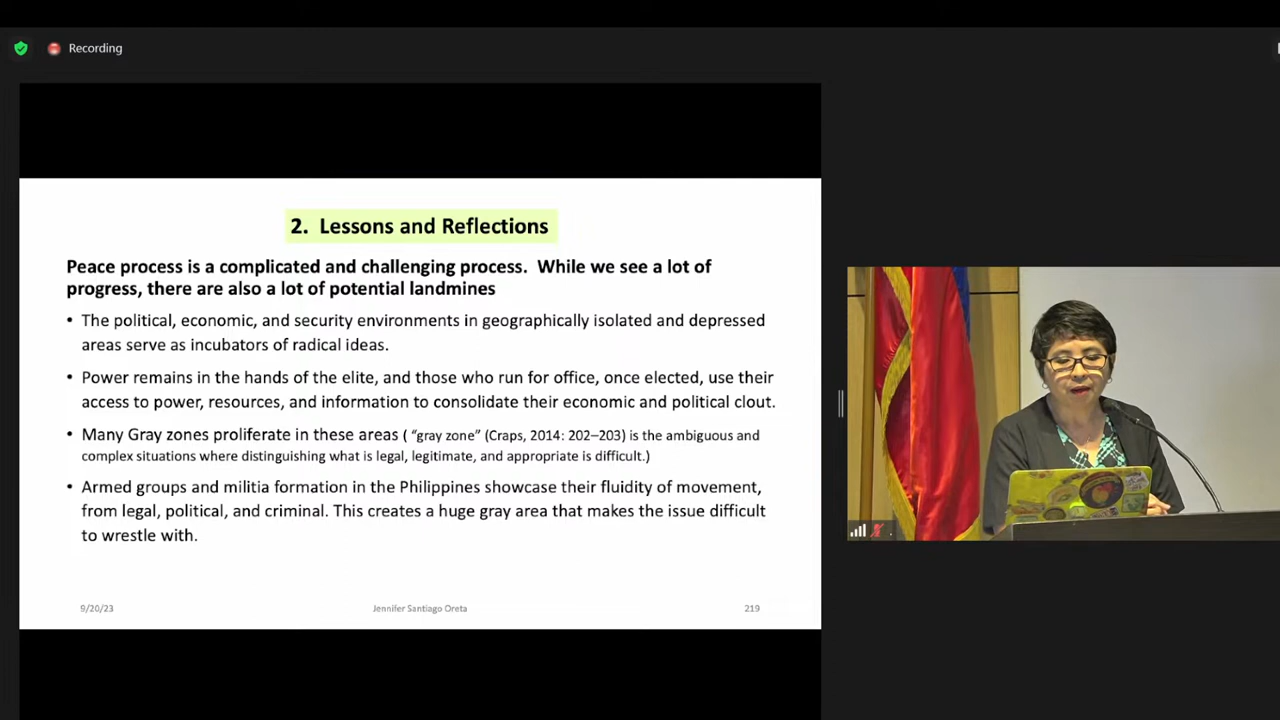 Recording
2. Lessons and Reflections
Peace process is a complicated and challenging process. While we see a lot of
progress, there are also a lot of potential landmines
• The political, economic, and security environments in geographically isolated and depressed
areas serve as incubators of radical ideas.
• Power remains in the hands of the elite, and those who run for office, once elected, use their
access to power, resources, and information to consolidate their economic and political clout.
• Many Gray zones proliferate in these areas ( “gray zone” (Craps, 2014: 202–203) is the ambiguous and
complex situations where distinguishing what is legal, legitimate, and appropriate is difficult.)
• Armed groups and militia formation in the Philippines showcase their fluidity of movement,
from legal, political, and criminal. This creates a huge gray area that makes the issue difficult
to wrestle with.
9/20/23 Jennifer Santiago Oreta 219